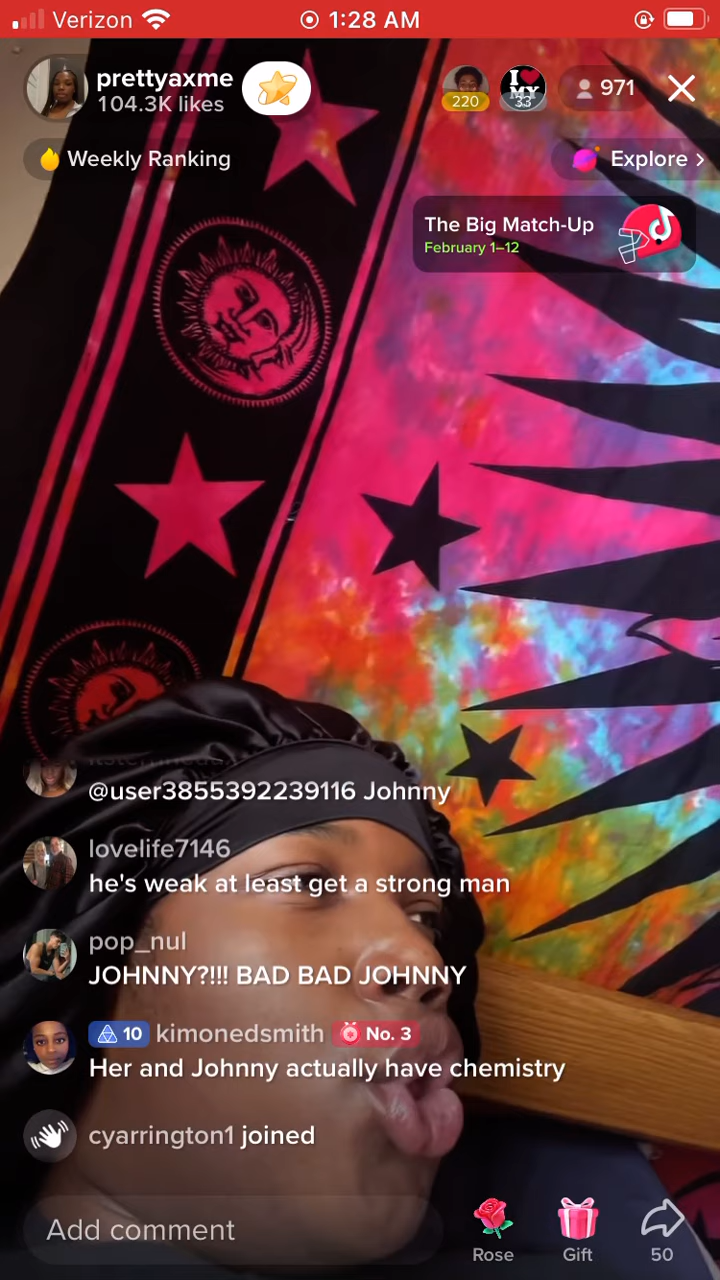 Verizon 1:28 AM
prettyaxme
104.3K likes
220
I MY
33
971
Weekly Ranking
Explore
The Big Match-Up
February 1–12
@user3855392239116 Johnny
lovelife7146
he's weak at least get a strong man
pop_nul
JOHNNY?!!! BAD BAD JOHNNY
10 kimonedsmith No. 3
Her and Johnny actually have chemistry
cyarrington1 joined
Add comment
Rose
Gift
50